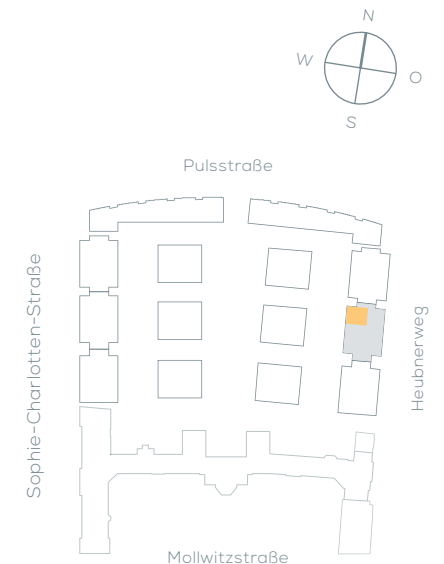 N
W
O
S
Pulsstraße
Sophie-Charlotten-Straße
Heubnerweg
Mollwitzstraße